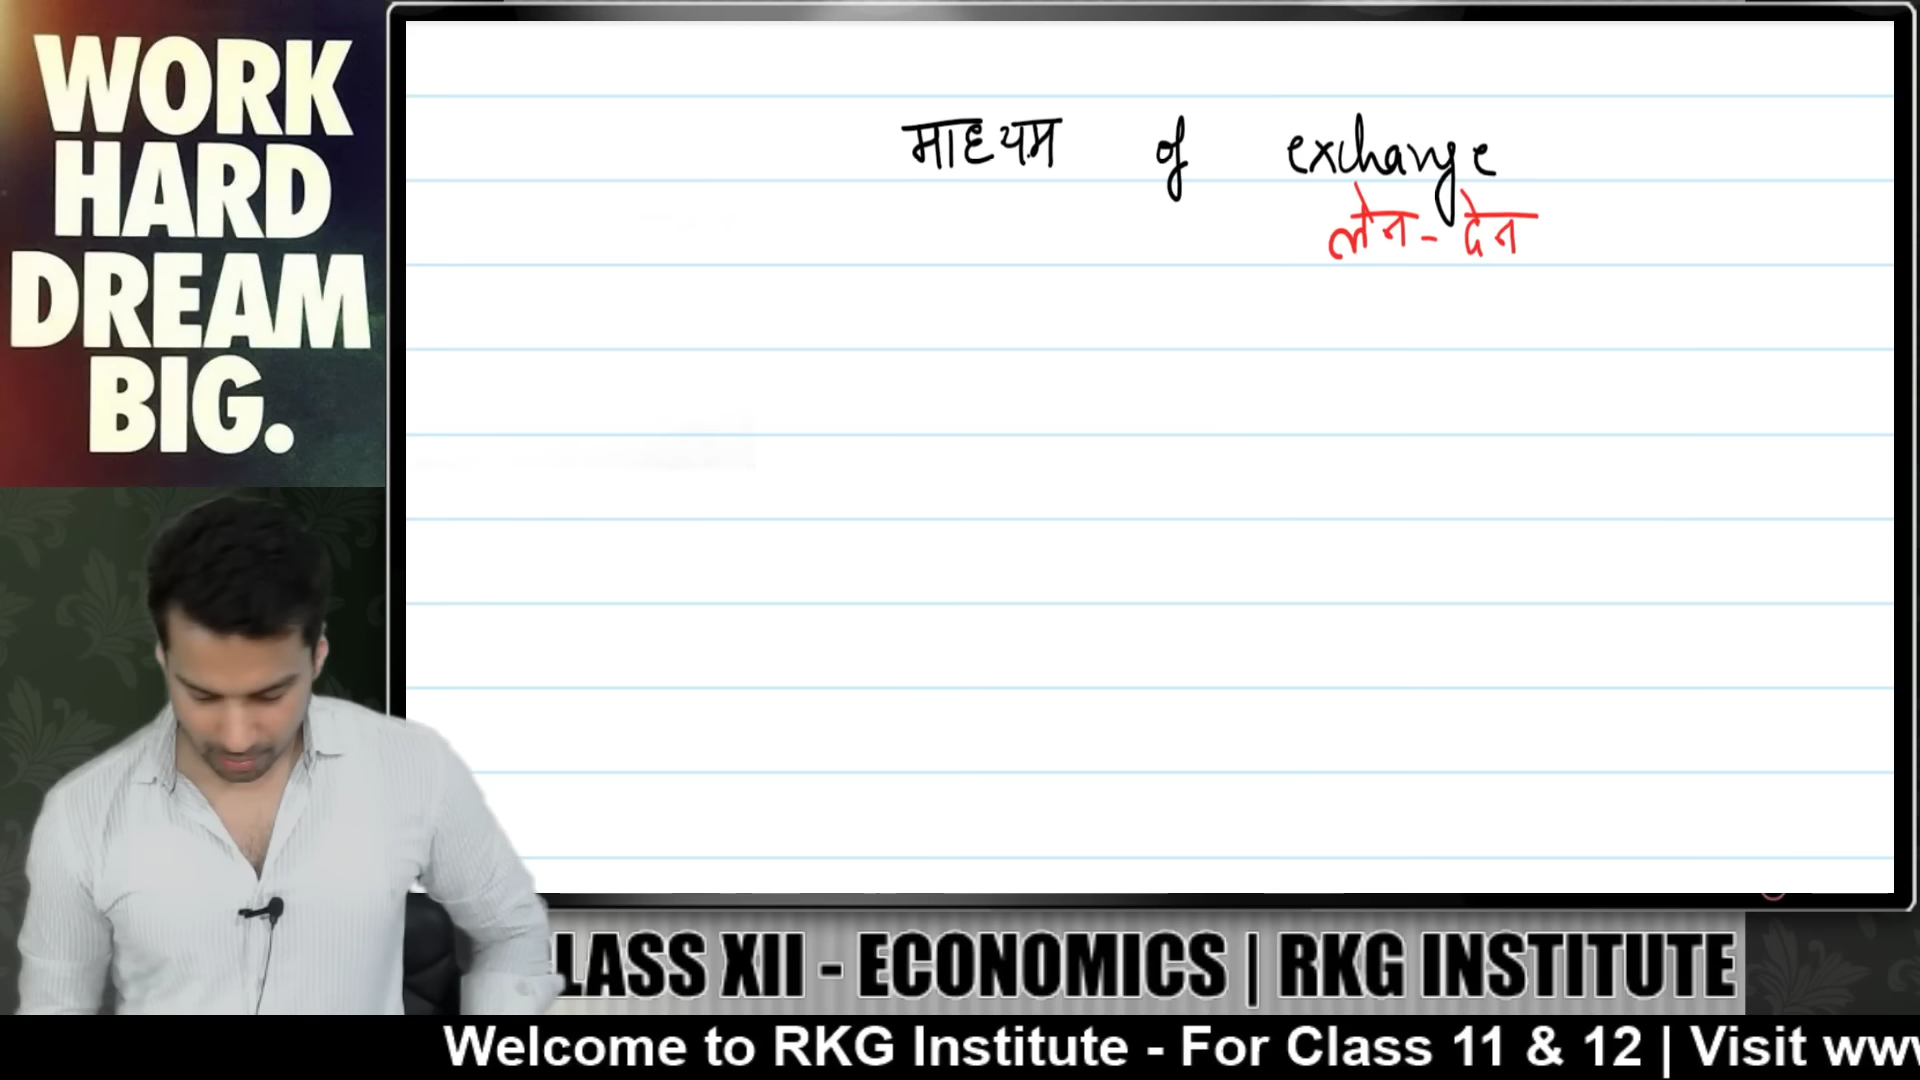 WORK
HARD
DREAM
BIG.
माध्यम of exchange
लेन - देन
LASS XII - ECONOMICS | RKG INSTITUTE
Welcome to RKG Institute - For Class 11 & 12 | Visit www